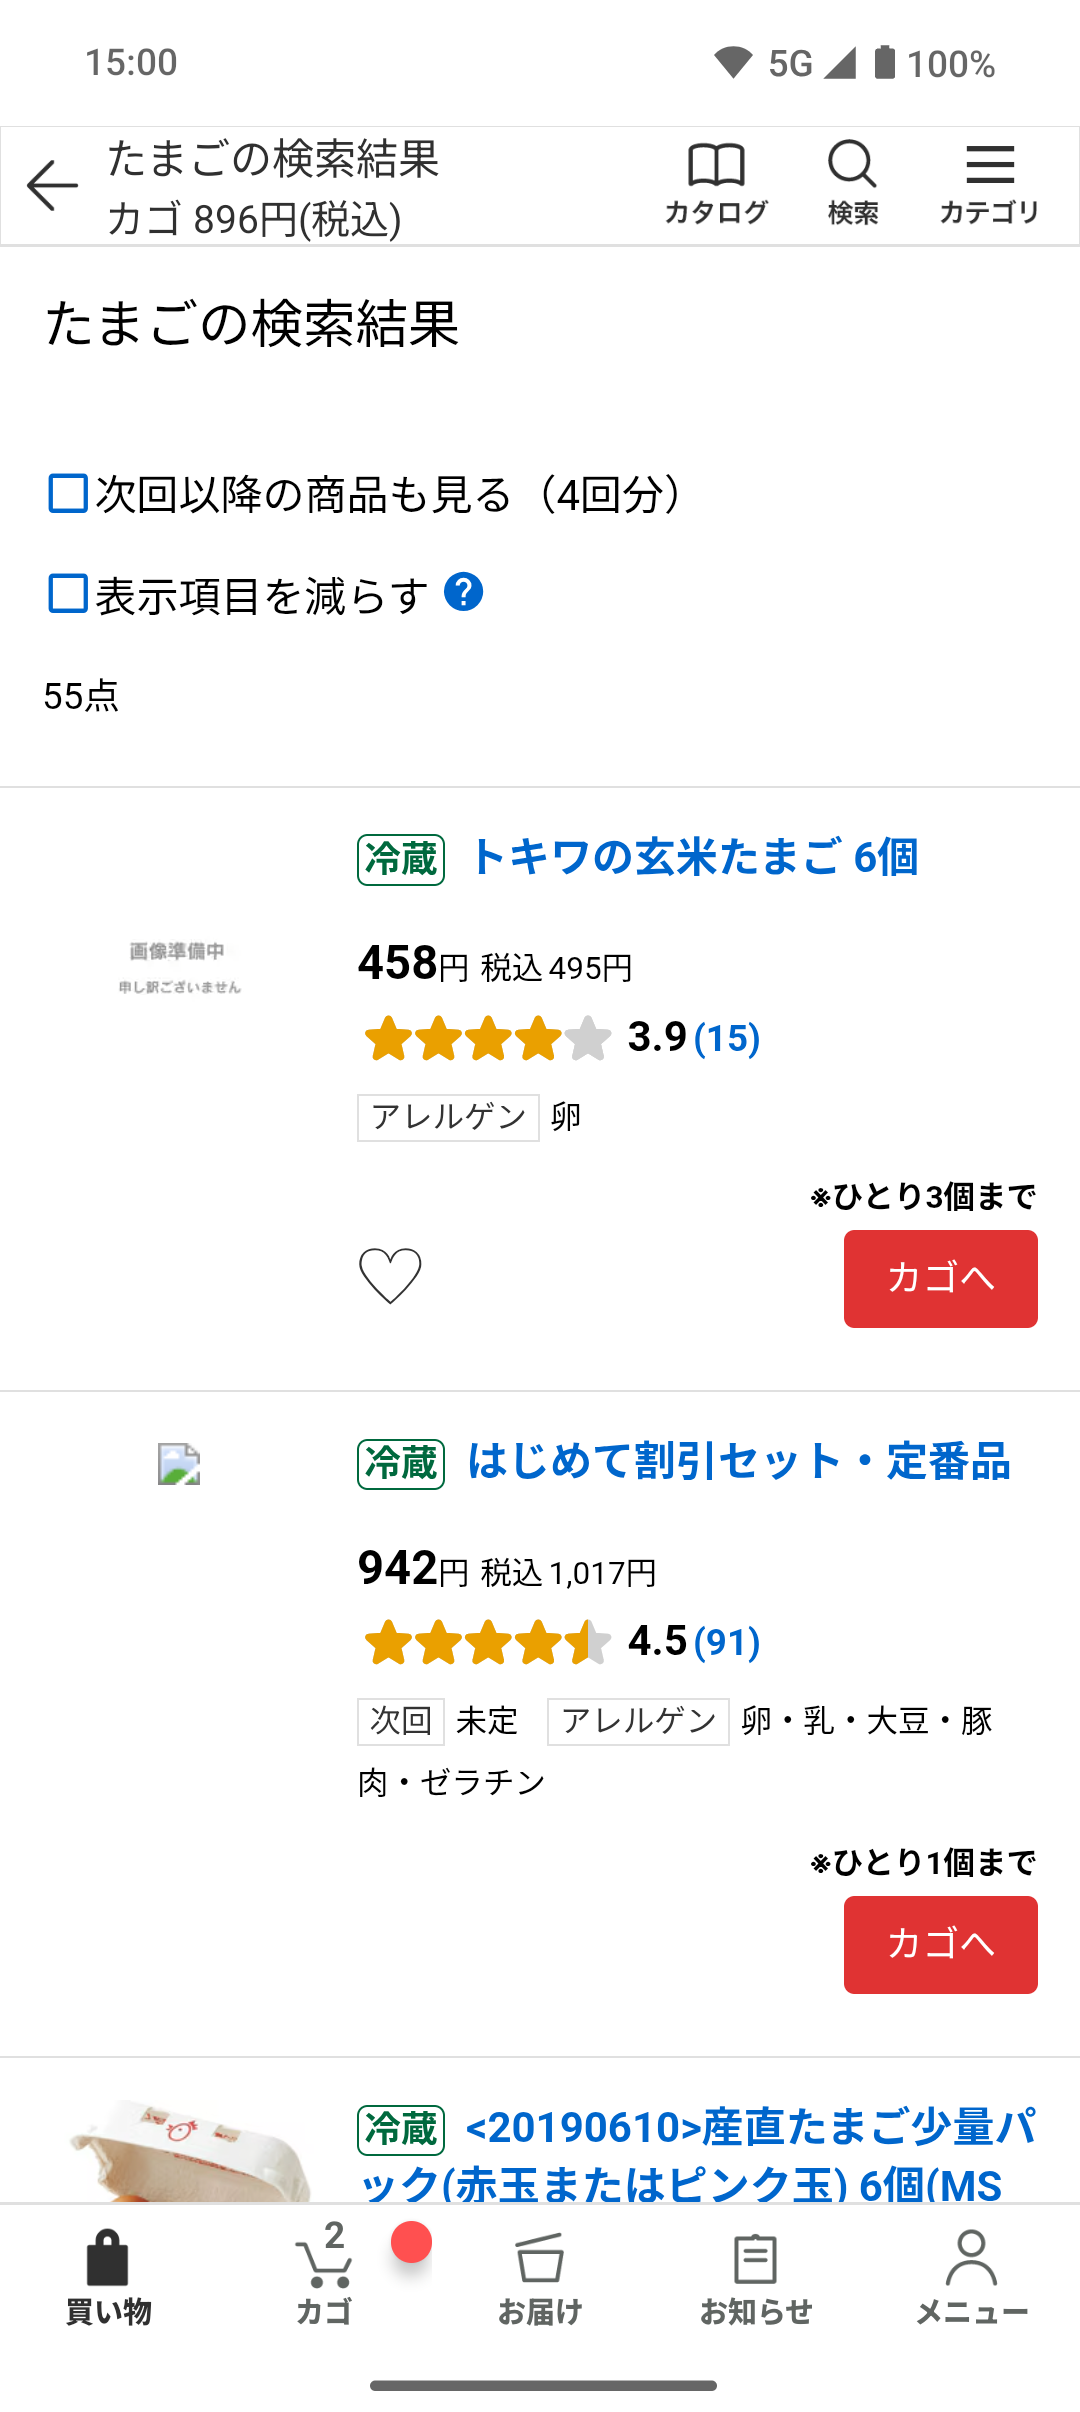 15:00
5G 100%
たまごの検索結果
カゴ 896円(税込)
カタログ
検索
カテゴリ
たまごの検索結果
次回以降の商品も見る（4回分）
表示項目を減らす ?
55点
画像準備中
申し訳ございません
冷蔵 トキワの玄米たまご 6個
458円 税込 495円
3.9 (15)
アレルゲン 卵
※ひとり3個まで
カゴへ
冷蔵 はじめて割引セット・定番品
942円 税込 1,017円
4.5 (91)
次回 未定 アレルゲン 卵・乳・大豆・豚
肉・ゼラチン
※ひとり1個まで
カゴへ
冷蔵 <20190610>産直たまご少量パ
ック(赤玉またはピンク玉) 6個(MS
買い物
2
カゴ
お届け
お知らせ
メニュー